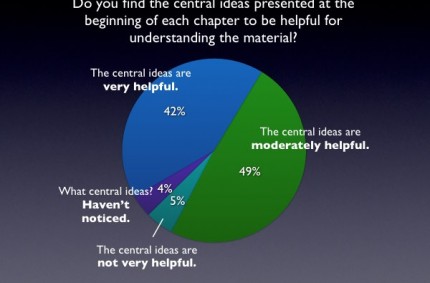 Do you find the central ideas presented at the
beginning of each chapter to be helpful for
understanding the material?
The central ideas are
very helpful.
42%
The central ideas are
moderately helpful.
49%
What central ideas?
Haven't
noticed.
4%
5%
The central ideas are
not very helpful.